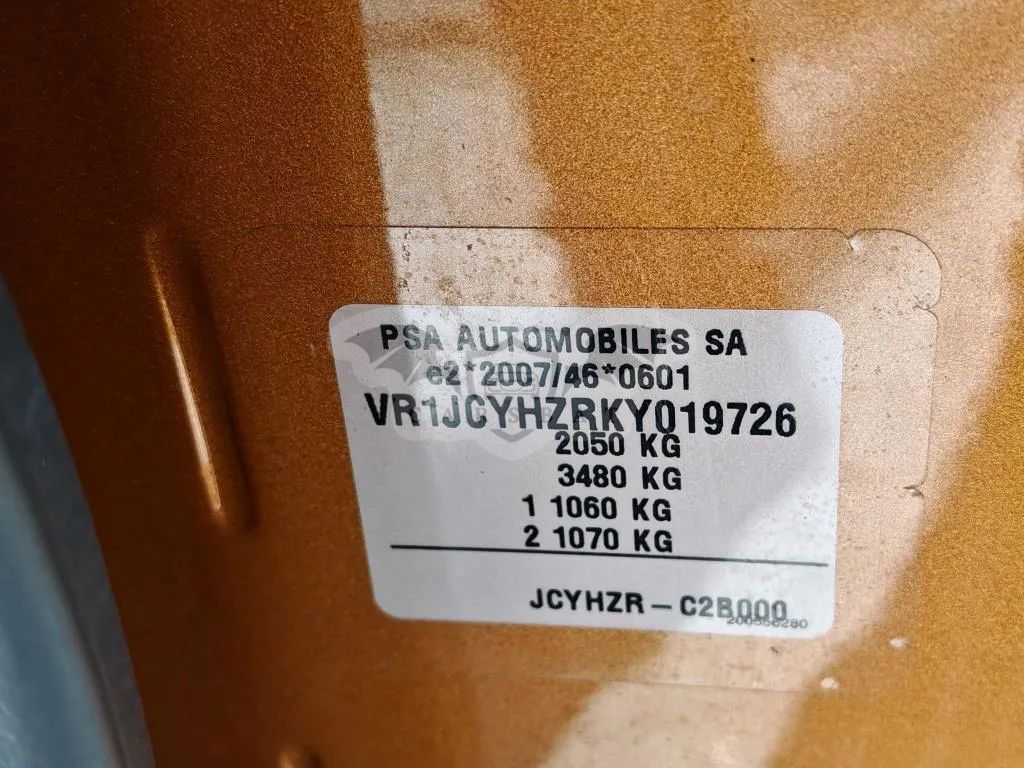 PSA AUTOMOBILES SA
e2*2007/46*0601
VR1JCYHZRKY019726
2050 KG
3480 KG
1 1060 KG
2 1070 KG
JCYHZR – C2B000
200556280